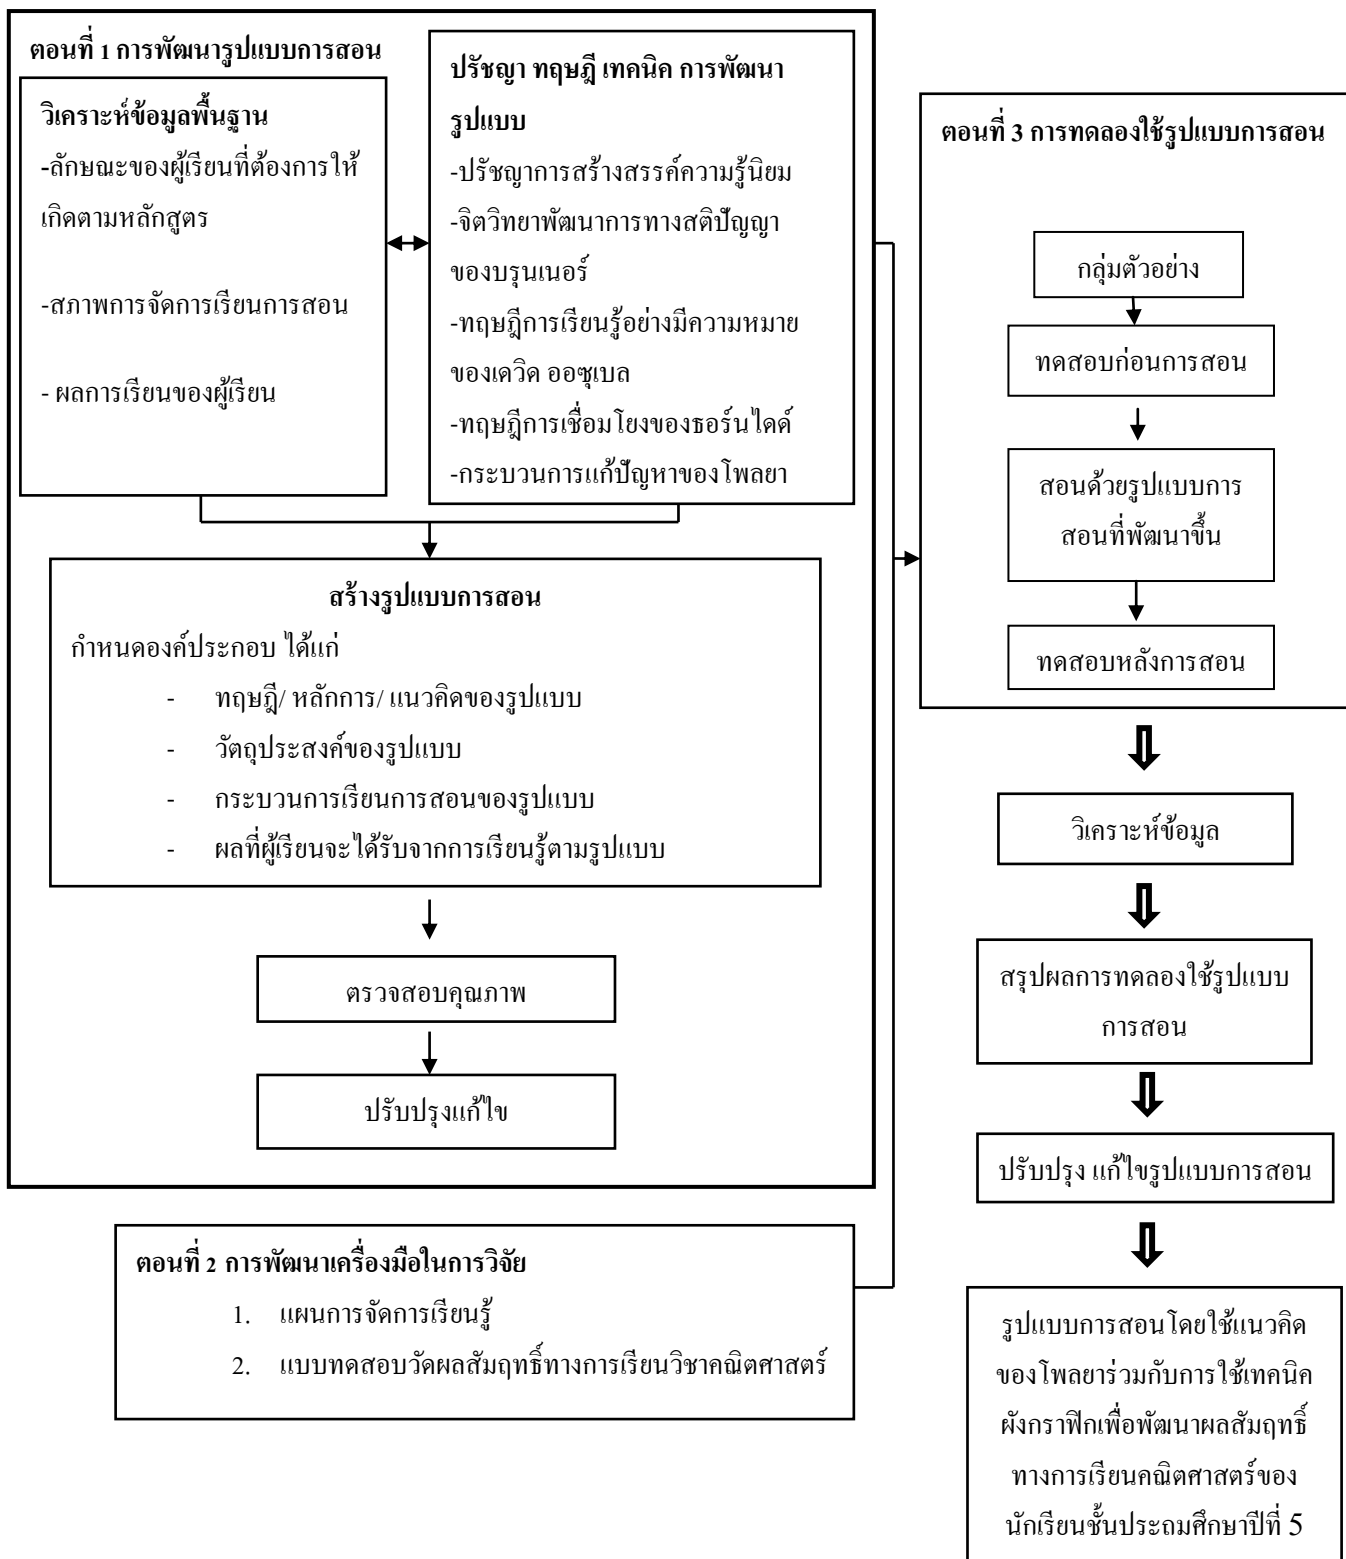 ตอนที่ 1 การพัฒนารูปแบบการสอน
วิเคราะห์ข้อมูลพื้นฐาน
-ลักษณะของผู้เรียนที่ต้องการให้
เกิดตามหลักสูตร
-สภาพการจัดการเรียนการสอน
- ผลการเรียนของผู้เรียน
ปรัชญา ทฤษฎี เทคนิค การพัฒนา
รูปแบบ
-ปรัชญาการสร้างสรรค์ความรู้นิยม
-จิตวิทยาพัฒนาการทางสติปัญญา
ของบรุนเนอร์
-ทฤษฎีการเรียนรู้อย่างมีความหมาย
ของเดวิด ออซุเบล
-ทฤษฎีการเชื่อมโยงของธอร์นไดค์
-กระบวนการแก้ปัญหาของโพลยา
สร้างรูปแบบการสอน
กำหนดองค์ประกอบ ได้แก่
- ทฤษฎี/ หลักการ/ แนวคิดของรูปแบบ
- วัตถุประสงค์ของรูปแบบ
- กระบวนการเรียนการสอนของรูปแบบ
- ผลที่ผู้เรียนจะได้รับจากการเรียนรู้ตามรูปแบบ
ตรวจสอบคุณภาพ
ปรับปรุงแก้ไข
ตอนที่ 2 การพัฒนาเครื่องมือในการวิจัย
1. แผนการจัดการเรียนรู้
2. แบบทดสอบวัดผลสัมฤทธิ์ทางการเรียนวิชาคณิตศาสตร์
ตอนที่ 3 การทดลองใช้รูปแบบการสอน
กลุ่มตัวอย่าง
ทดสอบก่อนการสอน
สอนด้วยรูปแบบการ
สอนที่พัฒนาขึ้น
ทดสอบหลังการสอน
วิเคราะห์ข้อมูล
สรุปผลการทดลองใช้รูปแบบ
การสอน
ปรับปรุง แก้ไขรูปแบบการสอน
รูปแบบการสอนโดยใช้แนวคิด
ของโพลยาร่วมกับการใช้เทคนิค
ผังกราฟิกเพื่อพัฒนาผลสัมฤทธิ์
ทางการเรียนคณิตศาสตร์ของ
นักเรียนชั้นประถมศึกษาปีที่ 5